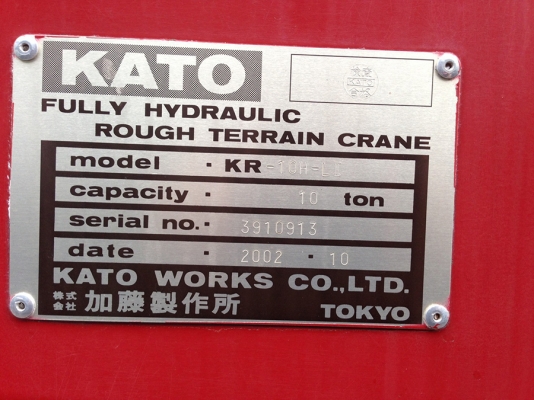 KATO
FULLY HYDRAULIC
ROUGH TERRAIN CRANE
model · KR-10H-L
capacity · 10 ton
serial no. · 3910913
date · 2002 · 10
KATO WORKS CO.,LTD.
株式会社 加藤製作所 TOKYO